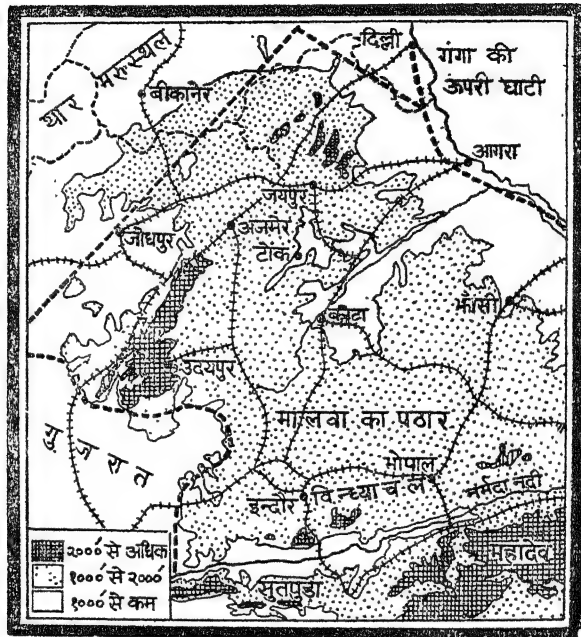 थार मरुस्थल
दिल्ली
गंगा की
ऊपरी घाटी
बीकानेर
आगरा
जयपुर
जोधपुर
अजमेर
टोंक
कोटा
झाँसी
उदयपुर
मालवा का पठार
गुजरात
भोपाल
इन्दौर
विन्ध्याचल
नर्मदा नदी
महादेव
सतपुड़ा
२०००' से अधिक
१०००' से २०००'
१०००' से कम